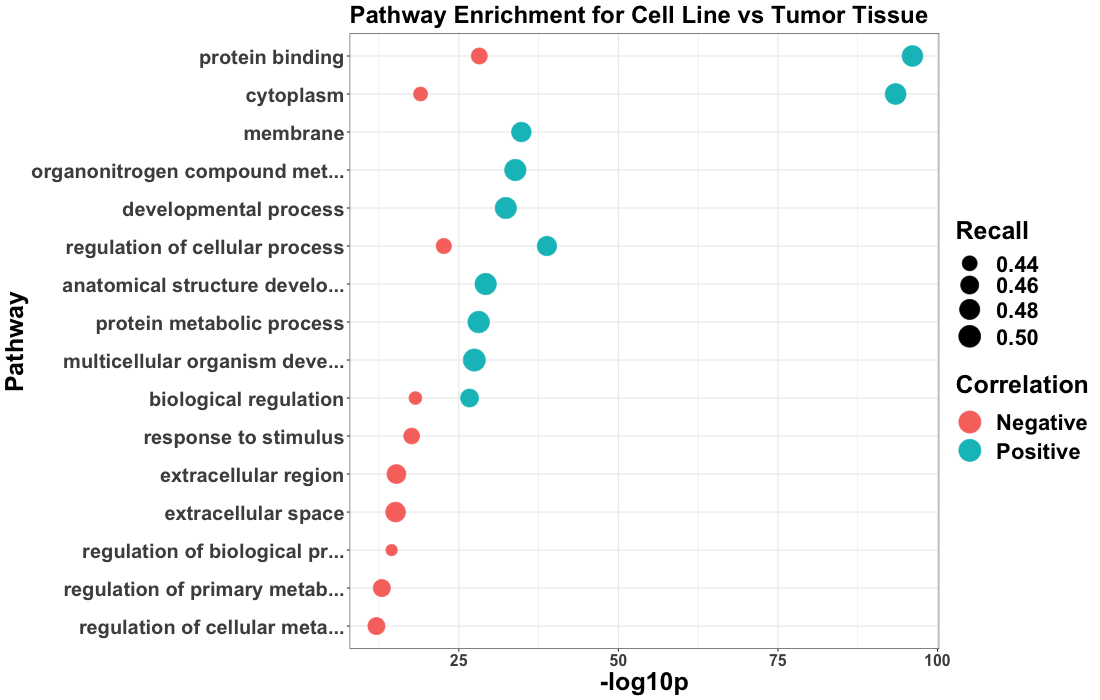 Pathway Enrichment for Cell Line vs Tumor Tissue
Pathway
protein binding
cytoplasm
membrane
organonitrogen compound met...
developmental process
regulation of cellular process
anatomical structure develo...
protein metabolic process
multicellular organism deve...
biological regulation
response to stimulus
extracellular region
extracellular space
regulation of biological pr...
regulation of primary metab...
regulation of cellular meta...
25 50 75 100
-log10p
Recall
0.44
0.46
0.48
0.50
Correlation
Negative
Positive